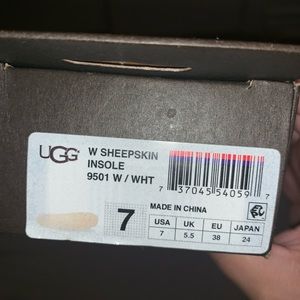 UGG
W SHEEPSKIN
INSOLE
9501 W / WHT
7 37045 54059 7
7
MADE IN CHINA
USA UK EU JAPAN
7 5.5 38 24